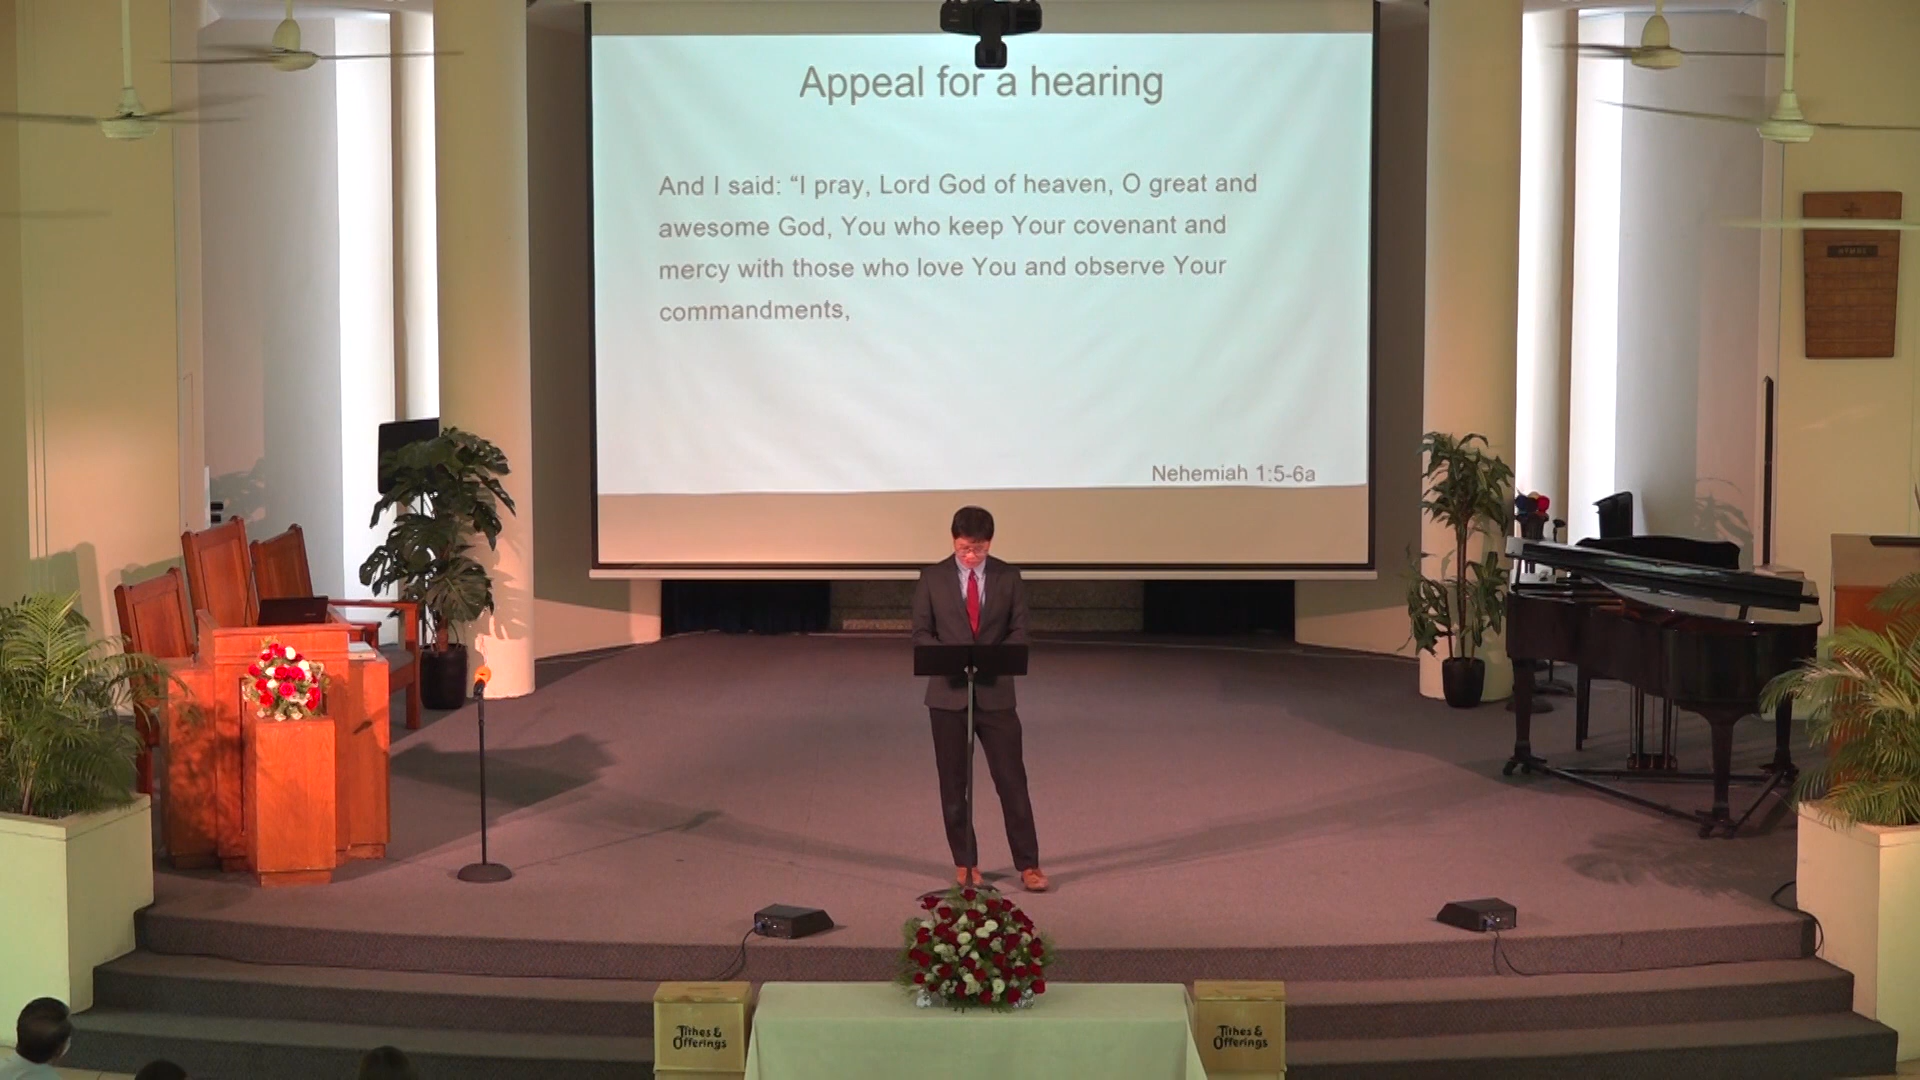 Appeal for a hearing
And I said: “I pray, Lord God of heaven, O great and
awesome God, You who keep Your covenant and
mercy with those who love You and observe Your
commandments,
Nehemiah 1:5-6a
HYMNS
Tithes &
Offerings
Tithes &
Offerings